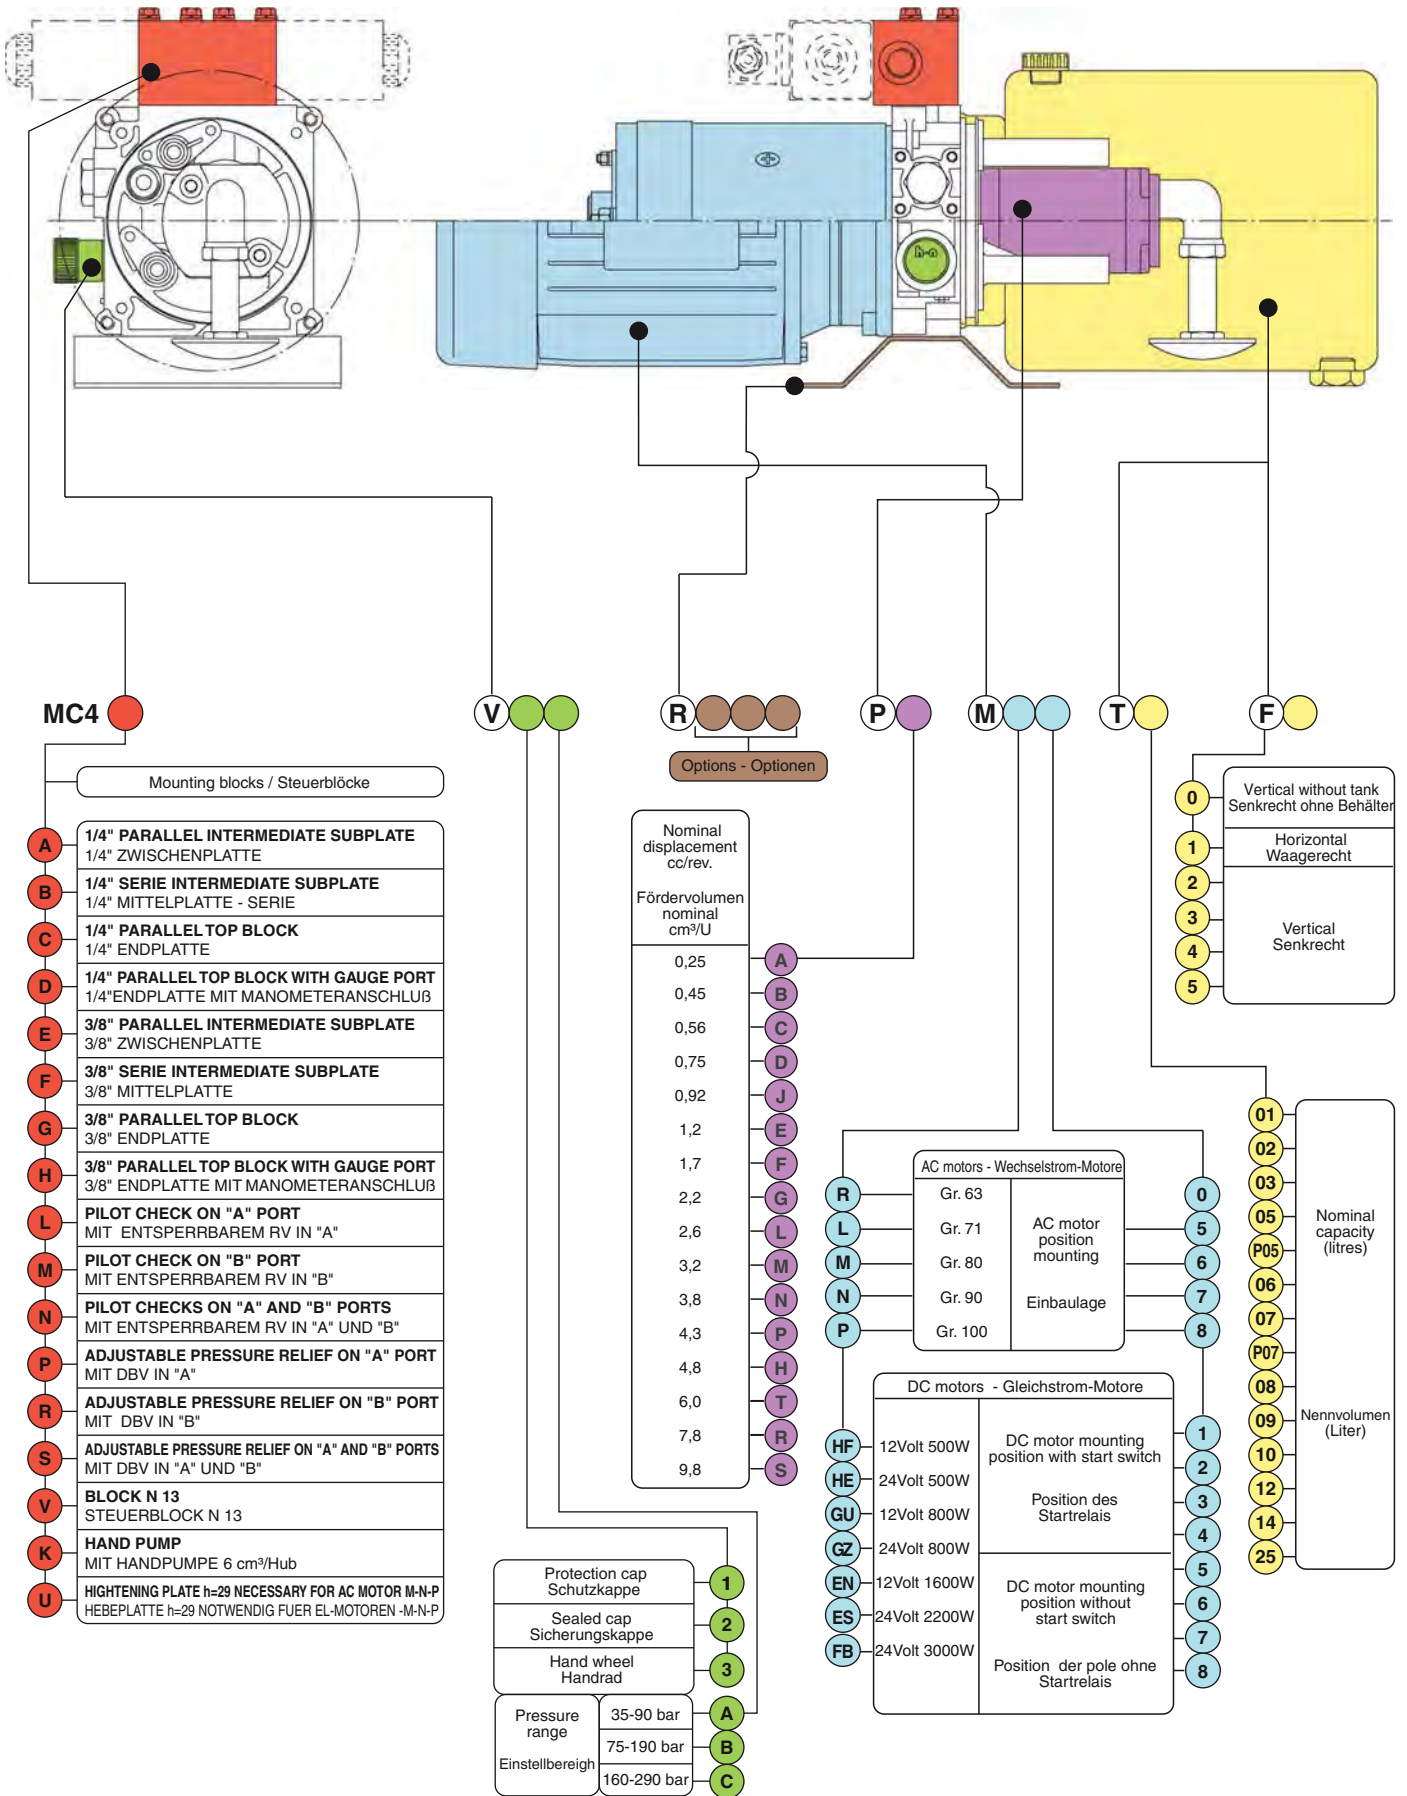 h-n
MC4
V
R
P
M
T
F
Options - Optionen
Mounting blocks / Steuerblöcke
A
1/4" PARALLEL INTERMEDIATE SUBPLATE
1/4" ZWISCHENPLATTE
B
1/4" SERIE INTERMEDIATE SUBPLATE
1/4" MITTELPLATTE - SERIE
C
1/4" PARALLEL TOP BLOCK
1/4" ENDPLATTE
D
1/4" PARALLEL TOP BLOCK WITH GAUGE PORT
1/4"ENDPLATTE MIT MANOMETERANSCHLUß
E
3/8" PARALLEL INTERMEDIATE SUBPLATE
3/8" ZWISCHENPLATTE
F
3/8" SERIE INTERMEDIATE SUBPLATE
3/8" MITTELPLATTE
G
3/8" PARALLEL TOP BLOCK
3/8" ENDPLATTE
H
3/8" PARALLEL TOP BLOCK WITH GAUGE PORT
3/8" ENDPLATTE MIT MANOMETERANSCHLUß
L
PILOT CHECK ON "A" PORT
MIT ENTSPERRBAREM RV IN "A"
M
PILOT CHECK ON "B" PORT
MIT ENTSPERRBAREM RV IN "B"
N
PILOT CHECKS ON "A" AND "B" PORTS
MIT ENTSPERRBAREM RV IN "A" UND "B"
P
ADJUSTABLE PRESSURE RELIEF ON "A" PORT
MIT DBV IN "A"
R
ADJUSTABLE PRESSURE RELIEF ON "B" PORT
MIT DBV IN "B"
S
ADJUSTABLE PRESSURE RELIEF ON "A" AND "B" PORTS
MIT DBV IN "A" UND "B"
V
BLOCK N 13
STEUERBLOCK N 13
K
HAND PUMP
MIT HANDPUMPE 6 cm³/Hub
U
HIGHTENING PLATE h=29 NECESSARY FOR AC MOTOR M-N-P
HEBEPLATTE h=29 NOTWENDIG FUER EL-MOTOREN -M-N-P
Protection cap
Schutzkappe
1
Sealed cap
Sicherungskappe
2
Hand wheel
Handrad
3
Pressure
range
Einstellbereigh
35-90 bar
A
75-190 bar
B
160-290 bar
C
Nominal
displacement
cc/rev.
Fördervolumen
nominal
cm³/U
0,25 A
0,45 B
0,56 C
0,75 D
0,92 J
1,2 E
1,7 F
2,2 G
2,6 L
3,2 M
3,8 N
4,3 P
4,8 H
6,0 T
7,8 R
9,8 S
AC motors - Wechselstrom-Motore
R Gr. 63
L Gr. 71
M Gr. 80
N Gr. 90
P Gr. 100
AC motor
position
mounting
Einbaulage
0
5
6
7
8
DC motors - Gleichstrom-Motore
HF 12Volt 500W
HE 24Volt 500W
GU 12Volt 800W
GZ 24Volt 800W
EN 12Volt 1600W
ES 24Volt 2200W
FB 24Volt 3000W
DC motor mounting
position with start switch
Position des
Startrelais
1
2
3
4
DC motor mounting
position without
start switch
Position der pole ohne
Startrelais
5
6
7
8
0
Vertical without tank
Senkrecht ohne Behälter
1
Horizontal
Waagerecht
2
3
4
5
Vertical
Senkrecht
01
02
03
05
P05
06
07
P07
08
09
10
12
14
25
Nominal
capacity
(litres)
Nennvolumen
(Liter)